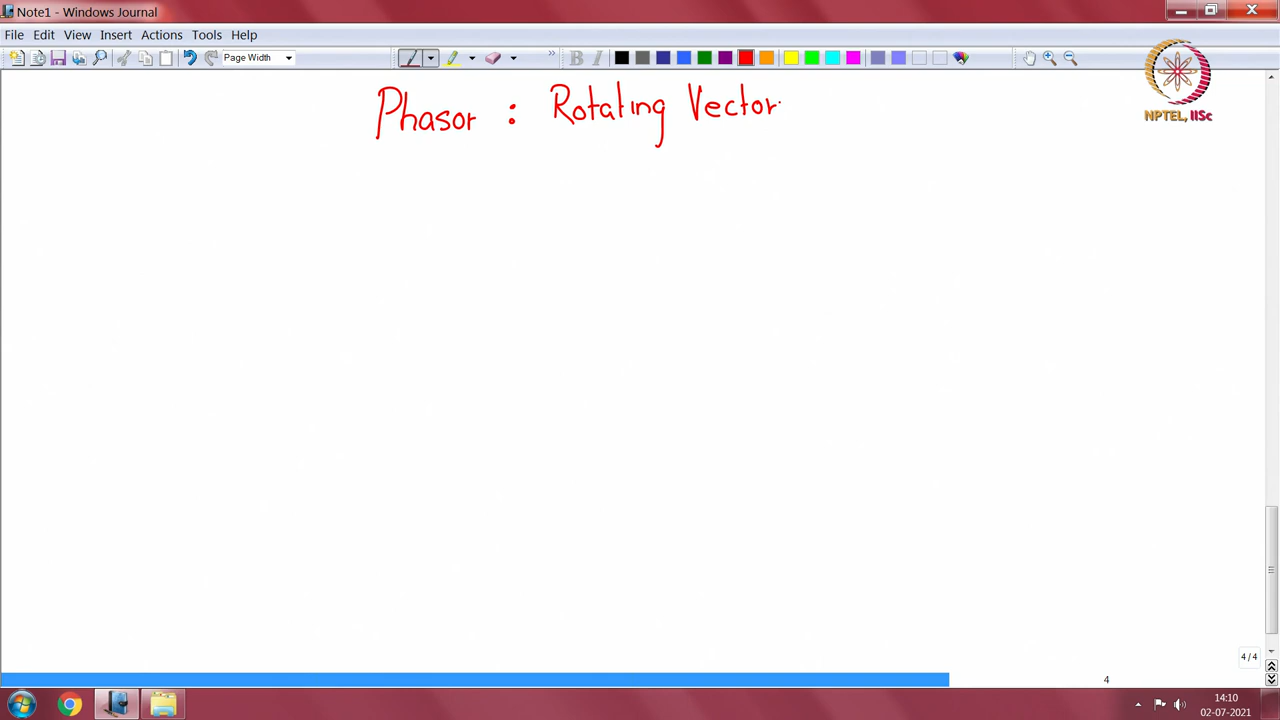 Note1 - Windows Journal
File Edit View Insert Actions Tools Help
Page Width
» B I
NPTEL, IISc
Phasor : Rotating Vector
4 / 4
4
14:10
02-07-2021